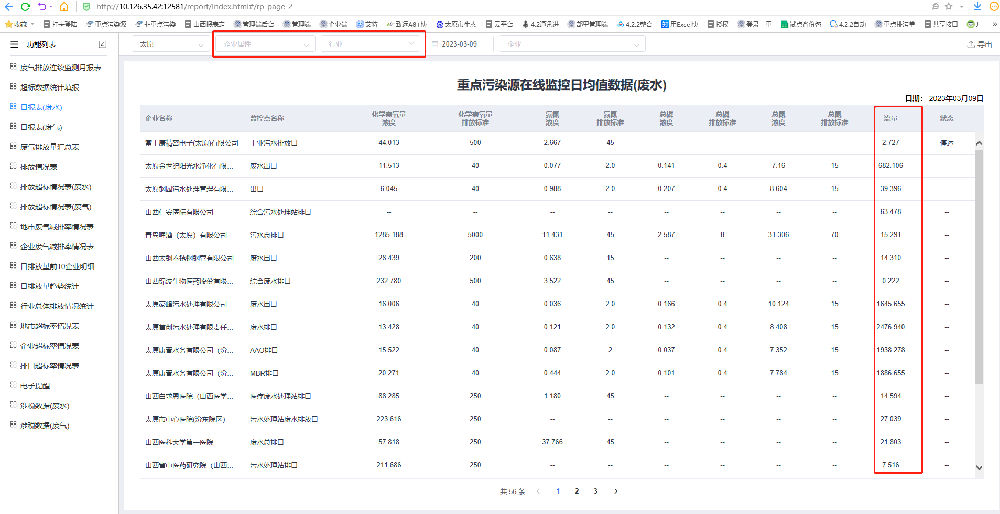 http://10.126.35.42:12581/report/index.html#/rp-page-2
收藏 打卡登陆 重点污染源 非重点污染 山西报表定 管理端后台 管理端 企业端 艾特 致远A8+协 太原市生态 云平台 4.2通讯进 部里管理端 4.2.2整合 用Excel快 授权 登录 - 重 试点省份督 4.2.2自动 重点排污单 共享接口 J »
功能列表
太原 企业属性 行业 2023-03-09 企业 导出
废气排放连续监测月报表
超标数据统计填报
日报表(废水)
日报表(废气)
废气排放量汇总表
排放情况表
排放超标情况表(废水)
排放超标情况表(废气)
地市废气减排率情况表
企业废气减排率情况表
日排放量前10企业明细
日排放量趋势统计
行业总体排放情况统计
地市超标率情况表
企业超标率情况表
排口超标率情况表
电子提醒
涉税数据(废水)
涉税数据(废气)
重点污染源在线监控日均值数据(废水)
日期： 2023年03月09日
企业名称 监控点名称 化学需氧量浓度 化学需氧量排放标准 氨氮浓度 氨氮排放标准 总磷浓度 总磷排放标准 总氮浓度 总氮排放标准 流量 状态
富士康精密电子(太原)有限公司 工业污水排放口 44.013 500 2.667 45 -- -- -- -- 2.727 停运
太原金世纪阳光水净化有限... 废水出口 11.513 40 0.077 2.0 0.141 0.4 7.16 15 682.106 --
太原钢园污水处理管理有限... 出口 6.045 40 0.988 2.0 0.207 0.4 8.604 15 39.396 --
山西仁安医院有限公司 综合污水处理站排口 -- -- -- -- -- -- -- -- 63.478 --
青岛啤酒（太原）有限公司 污水总排口 1285.188 5000 11.431 45 2.587 8 31.306 70 15.291 --
山西太钢不锈钢钢管有限公司 废水出口 28.439 200 0.638 15 -- -- -- -- 14.310 --
山西锦波生物医药股份有限... 综合废水排口 232.780 500 3.522 45 -- -- -- -- 0.222 --
太原豪峰污水处理有限公司 废水出口 16.006 40 0.036 2.0 0.166 0.4 10.124 15 1645.655 --
太原首创污水处理有限责任... 废水排口 13.428 40 0.121 2.0 0.132 0.4 8.408 15 2476.940 --
太原康晋水务有限公司（汾... AAO排口 15.522 40 0.087 2 0.037 0.4 7.352 15 1938.278 --
太原康晋水务有限公司（汾... MBR排口 20.271 40 0.444 2.0 0.101 0.4 7.784 15 1886.655 --
山西白求恩医院（山西医学... 医疗废水处理站排口 88.285 250 1.180 45 -- -- -- -- 14.594 --
太原市中心医院(汾东院区） 污水处理站废水排放口 223.616 250 -- -- -- -- -- -- 27.039 --
山西医科大学第一医院 废水总排口 57.818 250 37.766 45 -- -- -- -- 21.803 --
山西省中医药研究院（山西... 污水处理站排口 211.686 250 -- -- -- -- -- -- 7.516 --
共 56 条 1 2 3